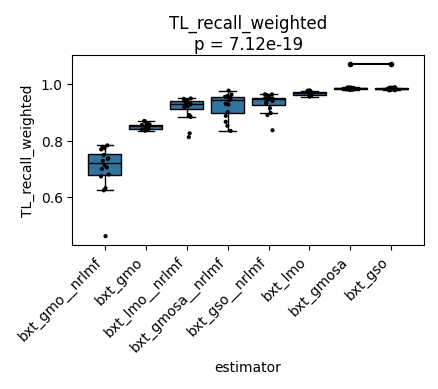 TL_recall_weighted
p = 7.12e-19
TL_recall_weighted
1.0
0.8
0.6
bxt_gmo__nrlmf
bxt_gmo
bxt_lmo__nrlmf
bxt_gmosa__nrlmf
bxt_gso__nrlmf
bxt_lmo
bxt_gmosa
bxt_gso
estimator